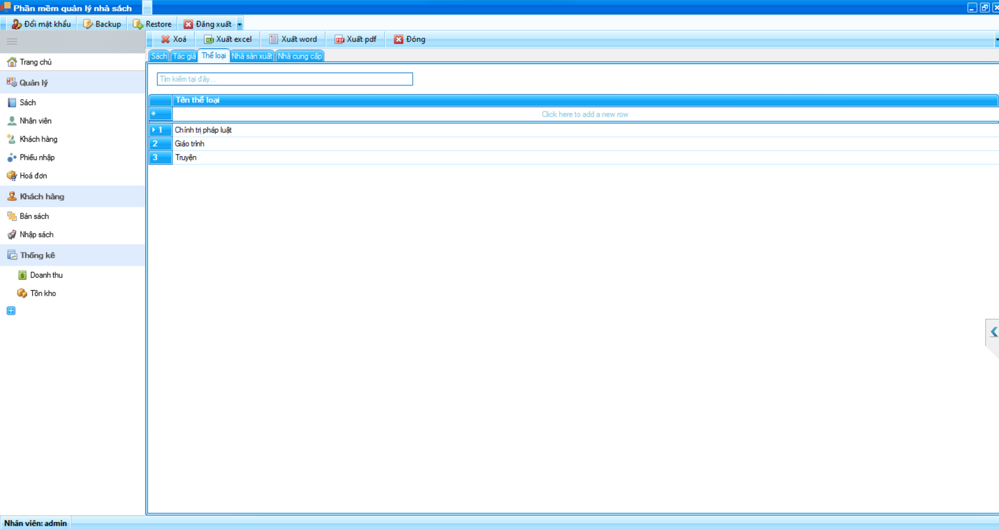 Phần mềm quản lý nhà sách
Đổi mật khẩu Backup Restore Đăng xuất
Xoá Xuất excel Xuất word Xuất pdf Đóng
Sách Tác giả Thể loại Nhà sản xuất Nhà cung cấp
Trang chủ
Tìm kiếm tại đây...
Quản lý
Tên thể loại
Sách
Click here to add a new row
Nhân viên
1 Chính trị pháp luật
Khách hàng
2 Giáo trình
Phiếu nhập
3 Truyện
Hoá đơn
Khách hàng
Bán sách
Nhập sách
Thống kê
Doanh thu
Tồn kho
Nhân viên: admin